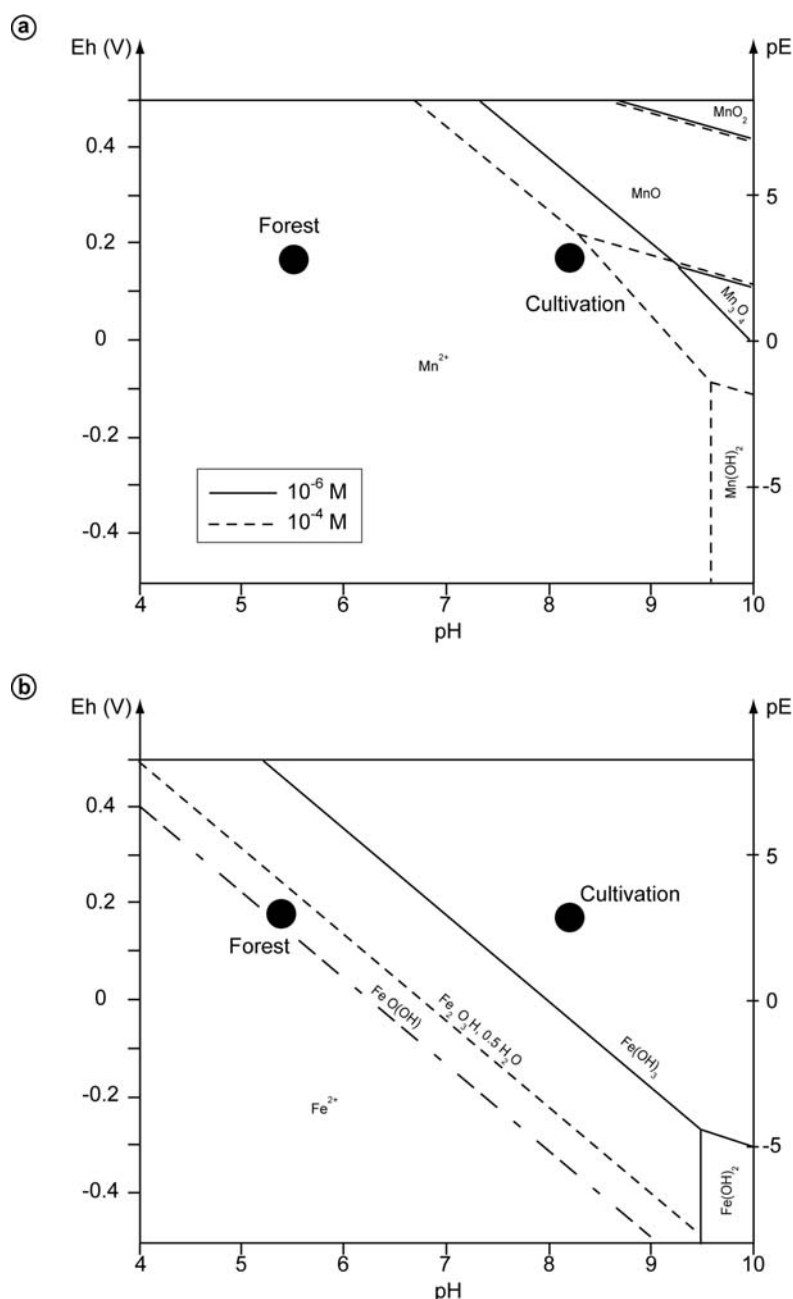 a
Eh (V) pE
MnO2
0.4
MnO
5
Forest
0.2
Cultivation
Mn3O4
0 0
Mn2+
-0.2
Mn(OH)2
10-6 M
-5
10-4 M
-0.4
4 5 6 7 8 9 10
pH
b
Eh (V) pE
0.4
5
Cultivation
0.2
Forest
0 0
Fe O(OH)
Fe2 O3 H, 0.5 H2O
Fe(OH)3
Fe2+
-0.2
-5
Fe(OH)2
-0.4
4 5 6 7 8 9 10
pH